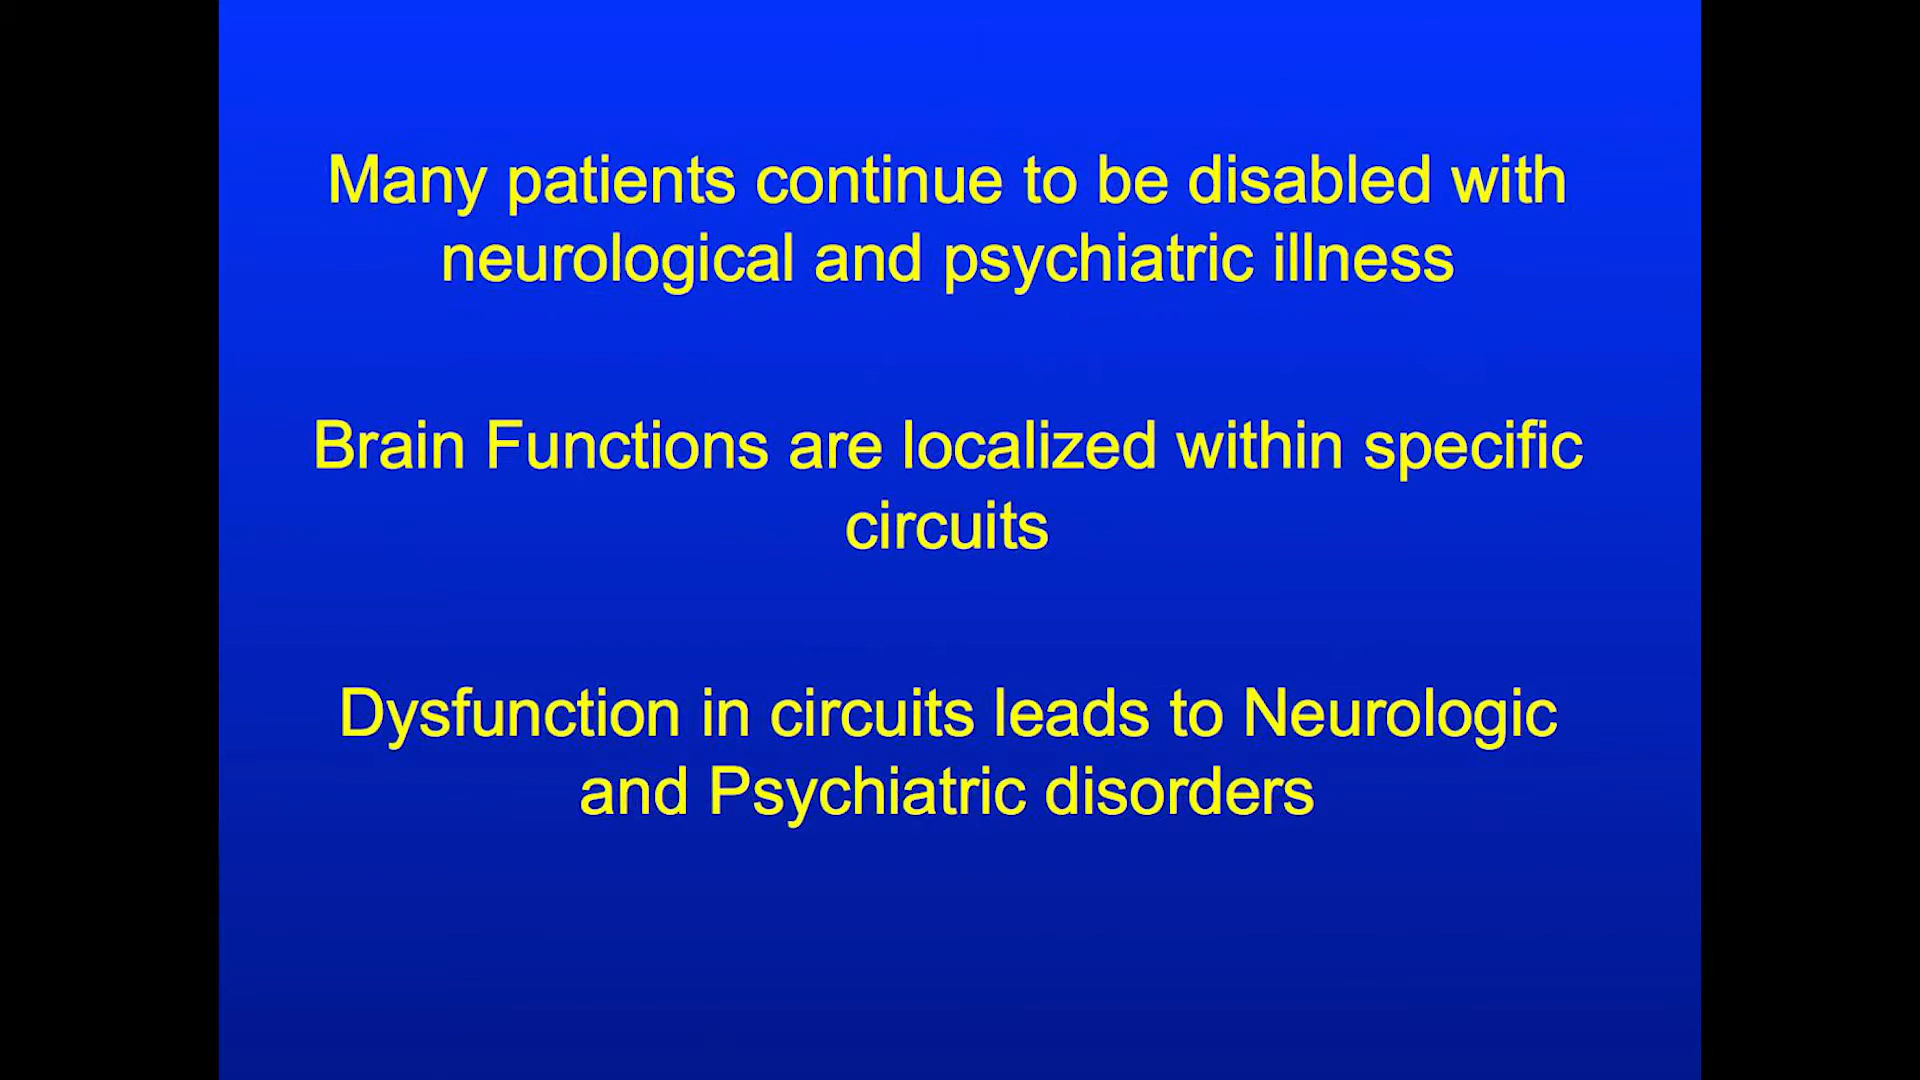 Many patients continue to be disabled with
neurological and psychiatric illness
Brain Functions are localized within specific
circuits
Dysfunction in circuits leads to Neurologic
and Psychiatric disorders